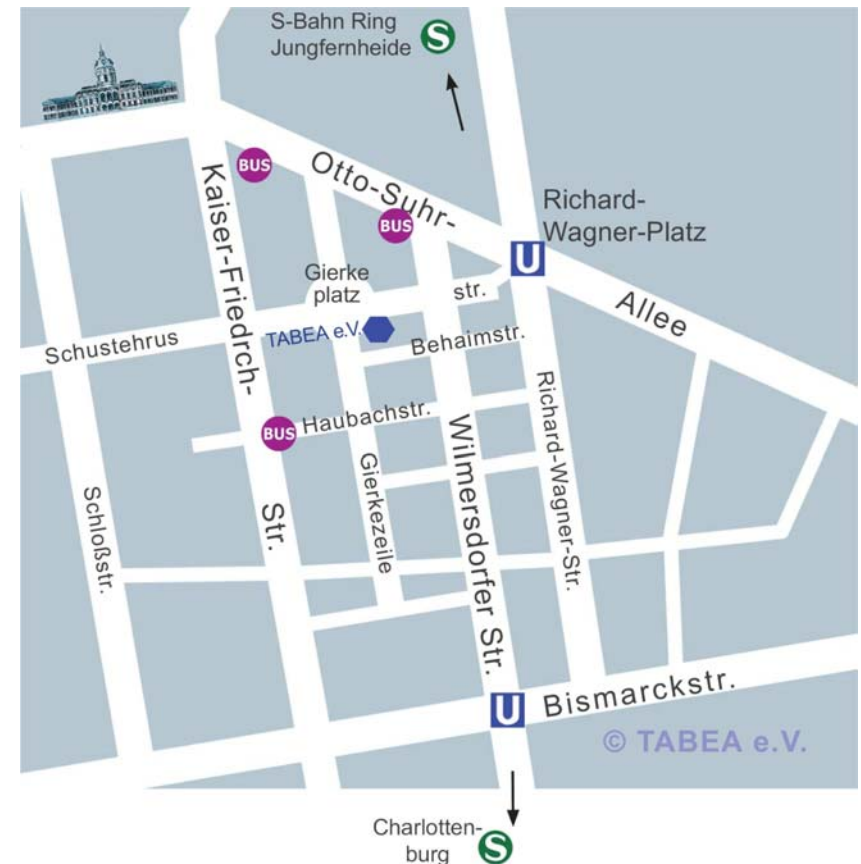 S-Bahn Ring
Jungfernheide
S
BUS
Otto-Suhr-
BUS
Richard-
Wagner-Platz
U
Allee
Kaiser-Friedrch-
Gierke
platz
str.
TABEA e.V.
Schustehrus
Behaimstr.
BUS
Haubachstr.
Richard-Wagner-Str.
Wilmersdorfer Str.
Gierkezeile
Schloßstr.
Str.
U
Bismarckstr.
© TABEA e.V.
Charlotten-
burg
S